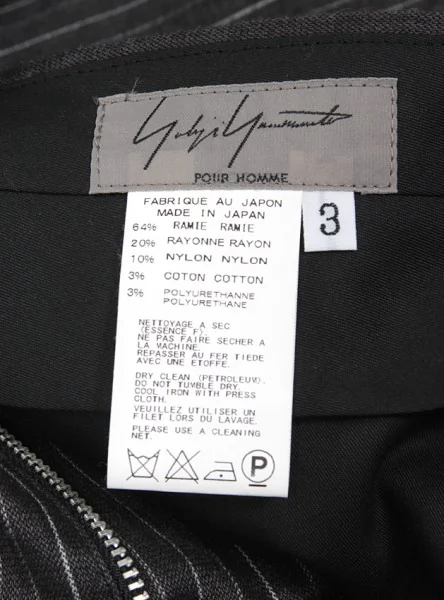 Yohji Yamamoto
POUR HOMME
3
FABRIQUE AU JAPON
MADE IN JAPAN
64% RAMIE RAMIE
20% RAYONNE RAYON
10% NYLON NYLON
3% COTON COTTON
3% POLYURETHANNE
POLYURETHANE
NETTOYAGE A SEC
(ESSENCE F).
NE PAS FAIRE SECHER A
LA MACHINE.
REPASSER AU FER TIEDE
AVEC UNE ETOFFE.
DRY CLEAN (PETROLEUM).
DO NOT TUMBLE DRY.
COOL IRON WITH PRESS
CLOTH.
VEUILLEZ UTILISER UN
FILET LORS DU LAVAGE.
PLEASE USE A CLEANING
NET.
P